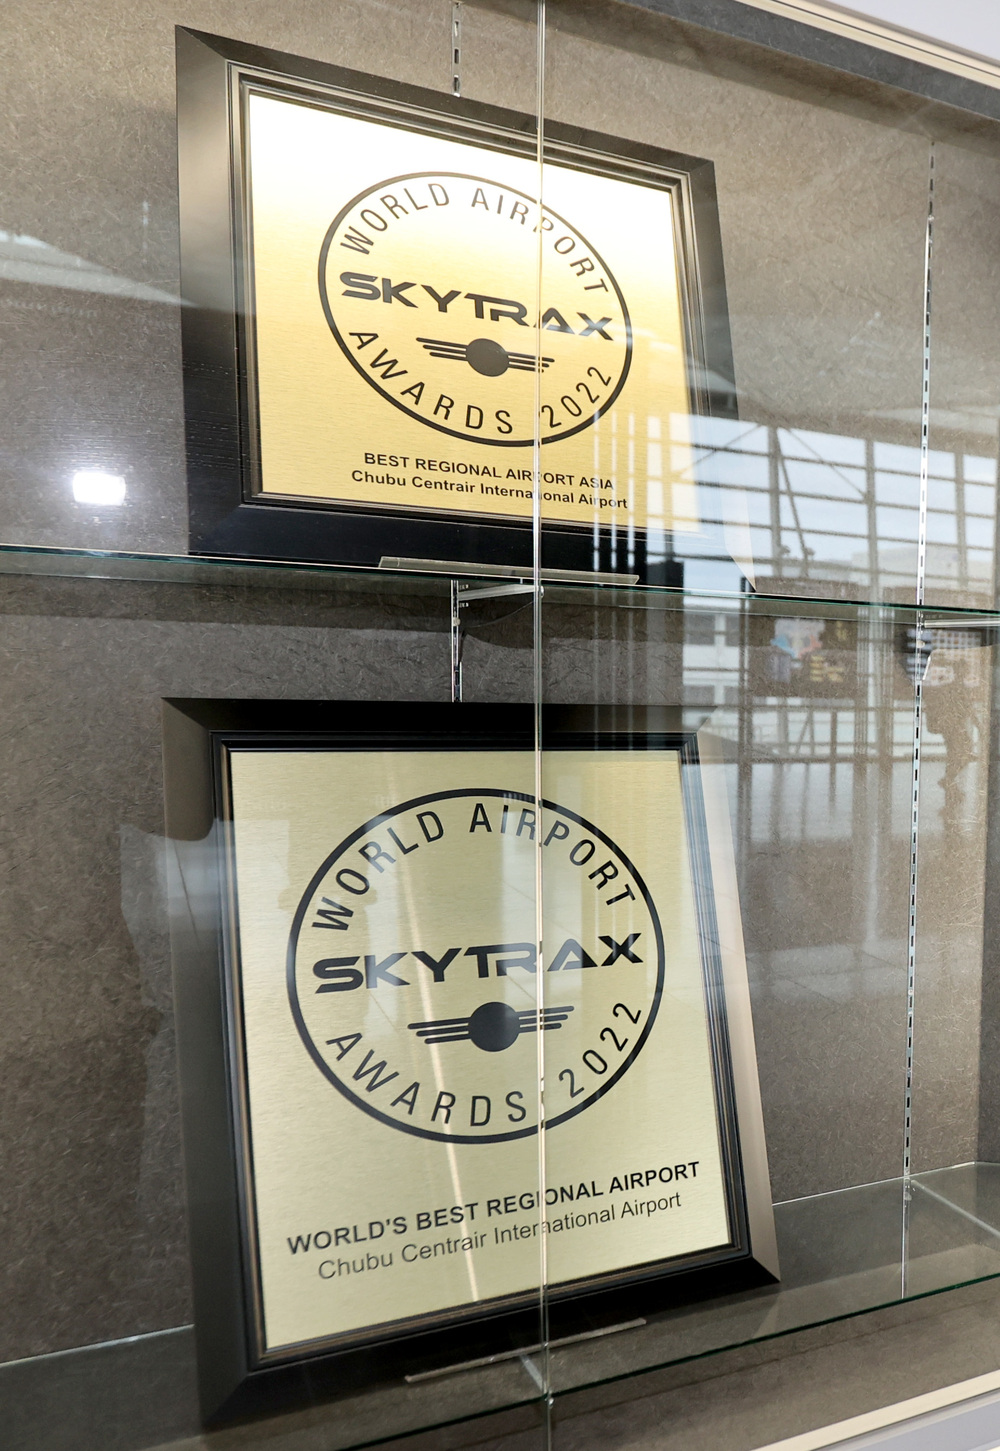 WORLD AIRPORT
SKYTRAX
AWARDS 2022
BEST REGIONAL AIRPORT ASIA
Chubu Centrair International Airport
WORLD AIRPORT
SKYTRAX
AWARDS 2022
WORLD'S BEST REGIONAL AIRPORT
Chubu Centrair International Airport